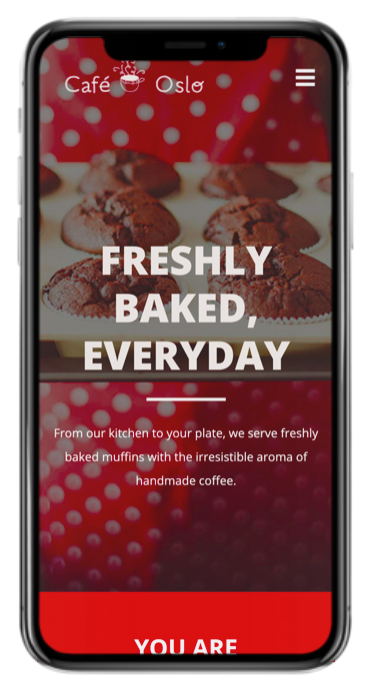 Café Oslo
FRESHLY
BAKED,
EVERYDAY
From our kitchen to your plate, we serve freshly
baked muffins with the irresistible aroma of
handmade coffee.
YOU ARE